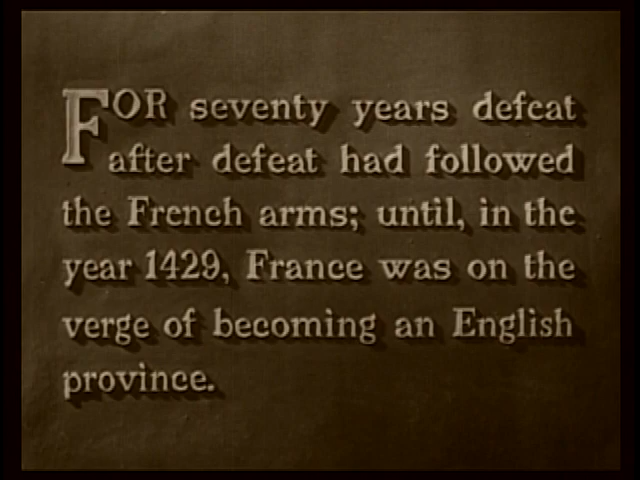 FOR seventy years defeat
after defeat had followed
the French arms; until, in the
year 1429, France was on the
verge of becoming an English
province.